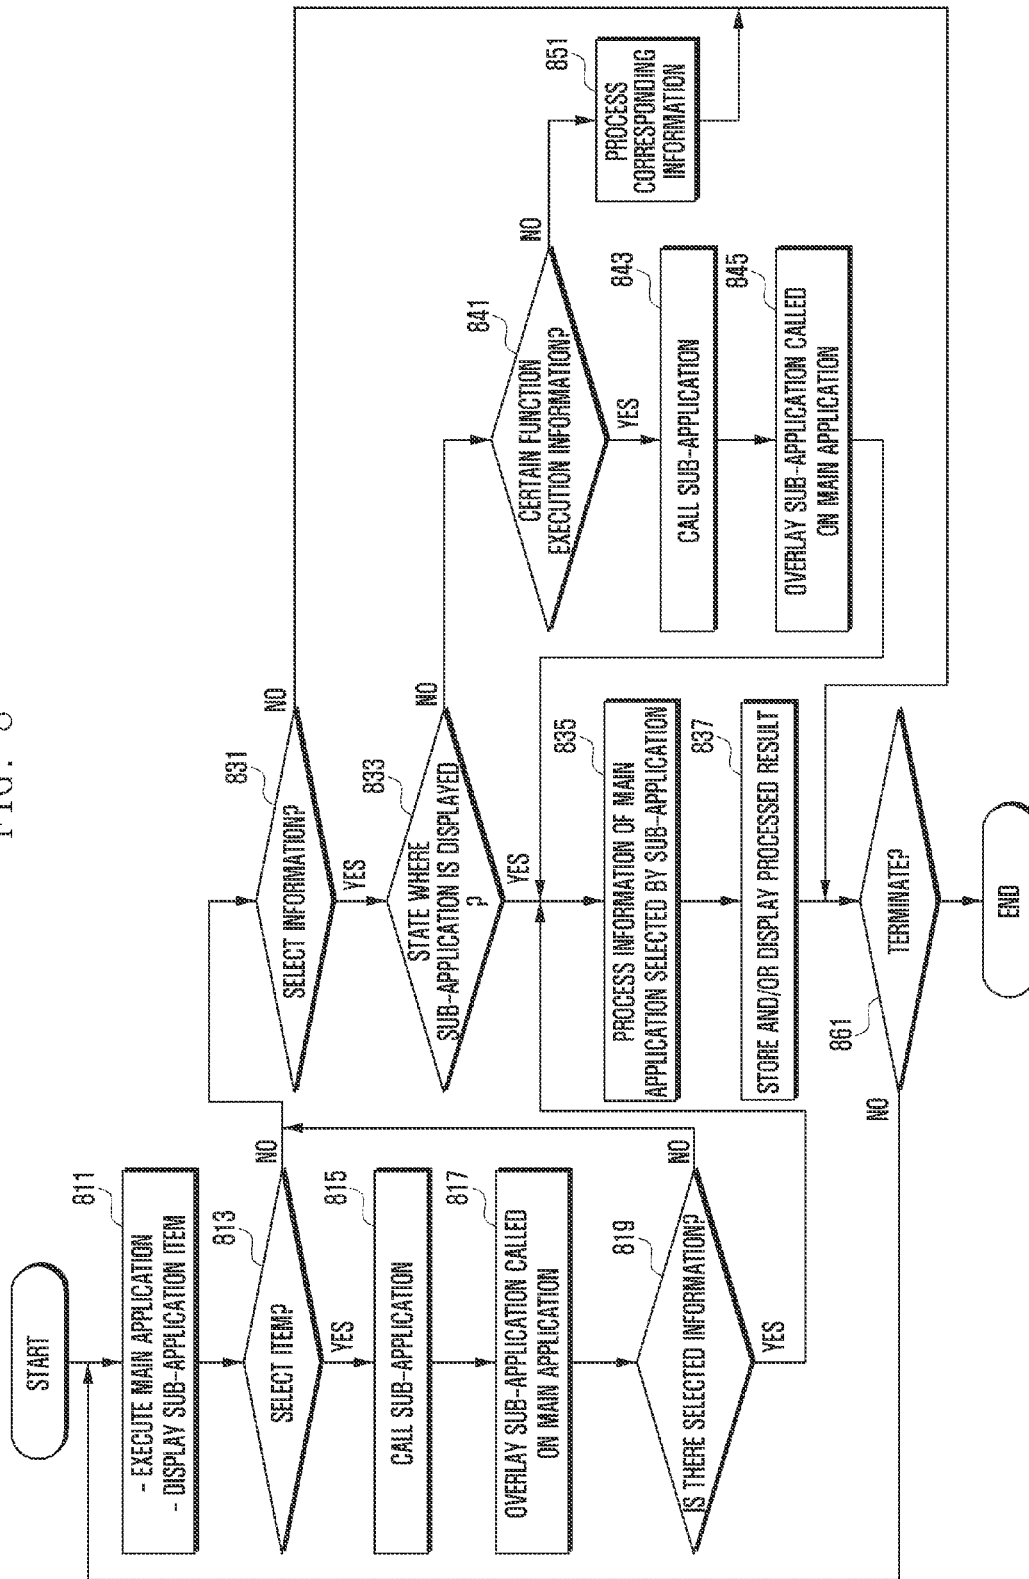 FIG. 8
START
811
- EXECUTE MAIN APPLICATION
- DISPLAY SUB-APPLICATION ITEM
813
SELECT ITEM?
NO
YES
815
CALL SUB-APPLICATION
817
OVERLAY SUB-APPLICATION CALLED
ON MAIN APPLICATION
819
IS THERE SELECTED INFORMATION?
NO
YES
831
SELECT INFORMATION?
NO
YES
833
STATE WHERE
SUB-APPLICATION IS DISPLAYED
?
NO
YES
835
PROCESS INFORMATION OF MAIN
APPLICATION SELECTED BY SUB-APPLICATION
837
STORE AND/OR DISPLAY PROCESSED RESULT
841
CERTAIN FUNCTION
EXECUTION INFORMATION?
NO
YES
843
CALL SUB-APPLICATION
845
OVERLAY SUB-APPLICATION CALLED
ON MAIN APPLICATION
851
PROCESS
CORRESPONDING
INFORMATION
861
TERMINATE?
NO
END